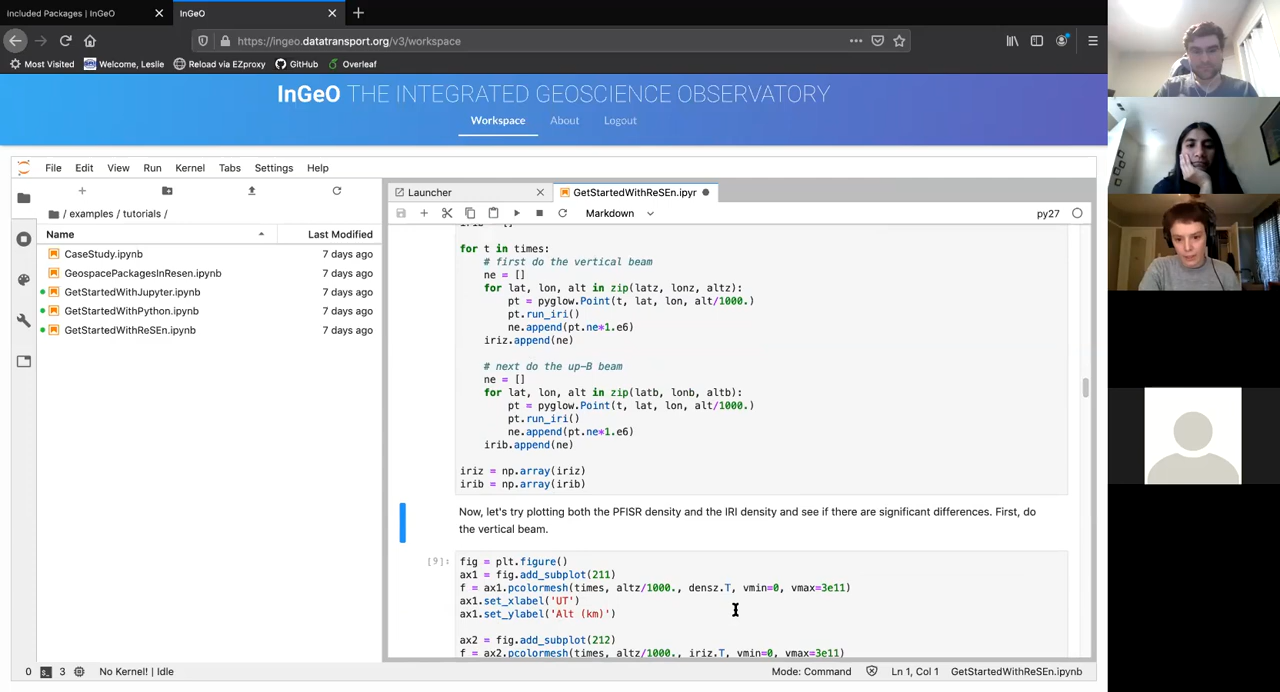 Included Packages | InGeO
InGeO
https://ingeo.datatransport.org/v3/workspace
Most Visited Welcome, Leslie Reload via EZproxy GitHub Overleaf
InGeO THE INTEGRATED GEOSCIENCE OBSERVATORY
Workspace About Logout
File Edit View Run Kernel Tabs Settings Help
Launcher
GetStartedWithReSEn.ipyr
/ examples / tutorials /
Markdown
py27
Name Last Modified
CaseStudy.ipynb 7 days ago
GeospacePackagesInResen.ipynb 7 days ago
GetStartedWithJupyter.ipynb 7 days ago
GetStartedWithPython.ipynb 7 days ago
GetStartedWithReSEn.ipynb 7 days ago
for t in times:
# first do the vertical beam
ne = []
for lat, lon, alt in zip(latz, lonz, altz):
pt = pyglow.Point(t, lat, lon, alt/1000.)
pt.run_iri()
ne.append(pt.ne*1.e6)
iriz.append(ne)
# next do the up-B beam
ne = []
for lat, lon, alt in zip(latb, lonb, altb):
pt = pyglow.Point(t, lat, lon, alt/1000.)
pt.run_iri()
ne.append(pt.ne*1.e6)
irib.append(ne)
iriz = np.array(iriz)
irib = np.array(irib)
Now, let's try plotting both the PFISR density and the IRI density and see if there are significant differences. First, do
the vertical beam.
[9]:
fig = plt.figure()
ax1 = fig.add_subplot(211)
f = ax1.pcolormesh(times, altz/1000., densz.T, vmin=0, vmax=3e11)
ax1.set_xlabel('UT')
ax1.set_ylabel('Alt (km)')
ax2 = fig.add_subplot(212)
f = ax2.pcolormesh(times, altz/1000., iriz.T, vmin=0, vmax=3e11)
0 3 No Kernel! | Idle
Mode: Command Ln 1, Col 1 GetStartedWithReSEn.ipynb